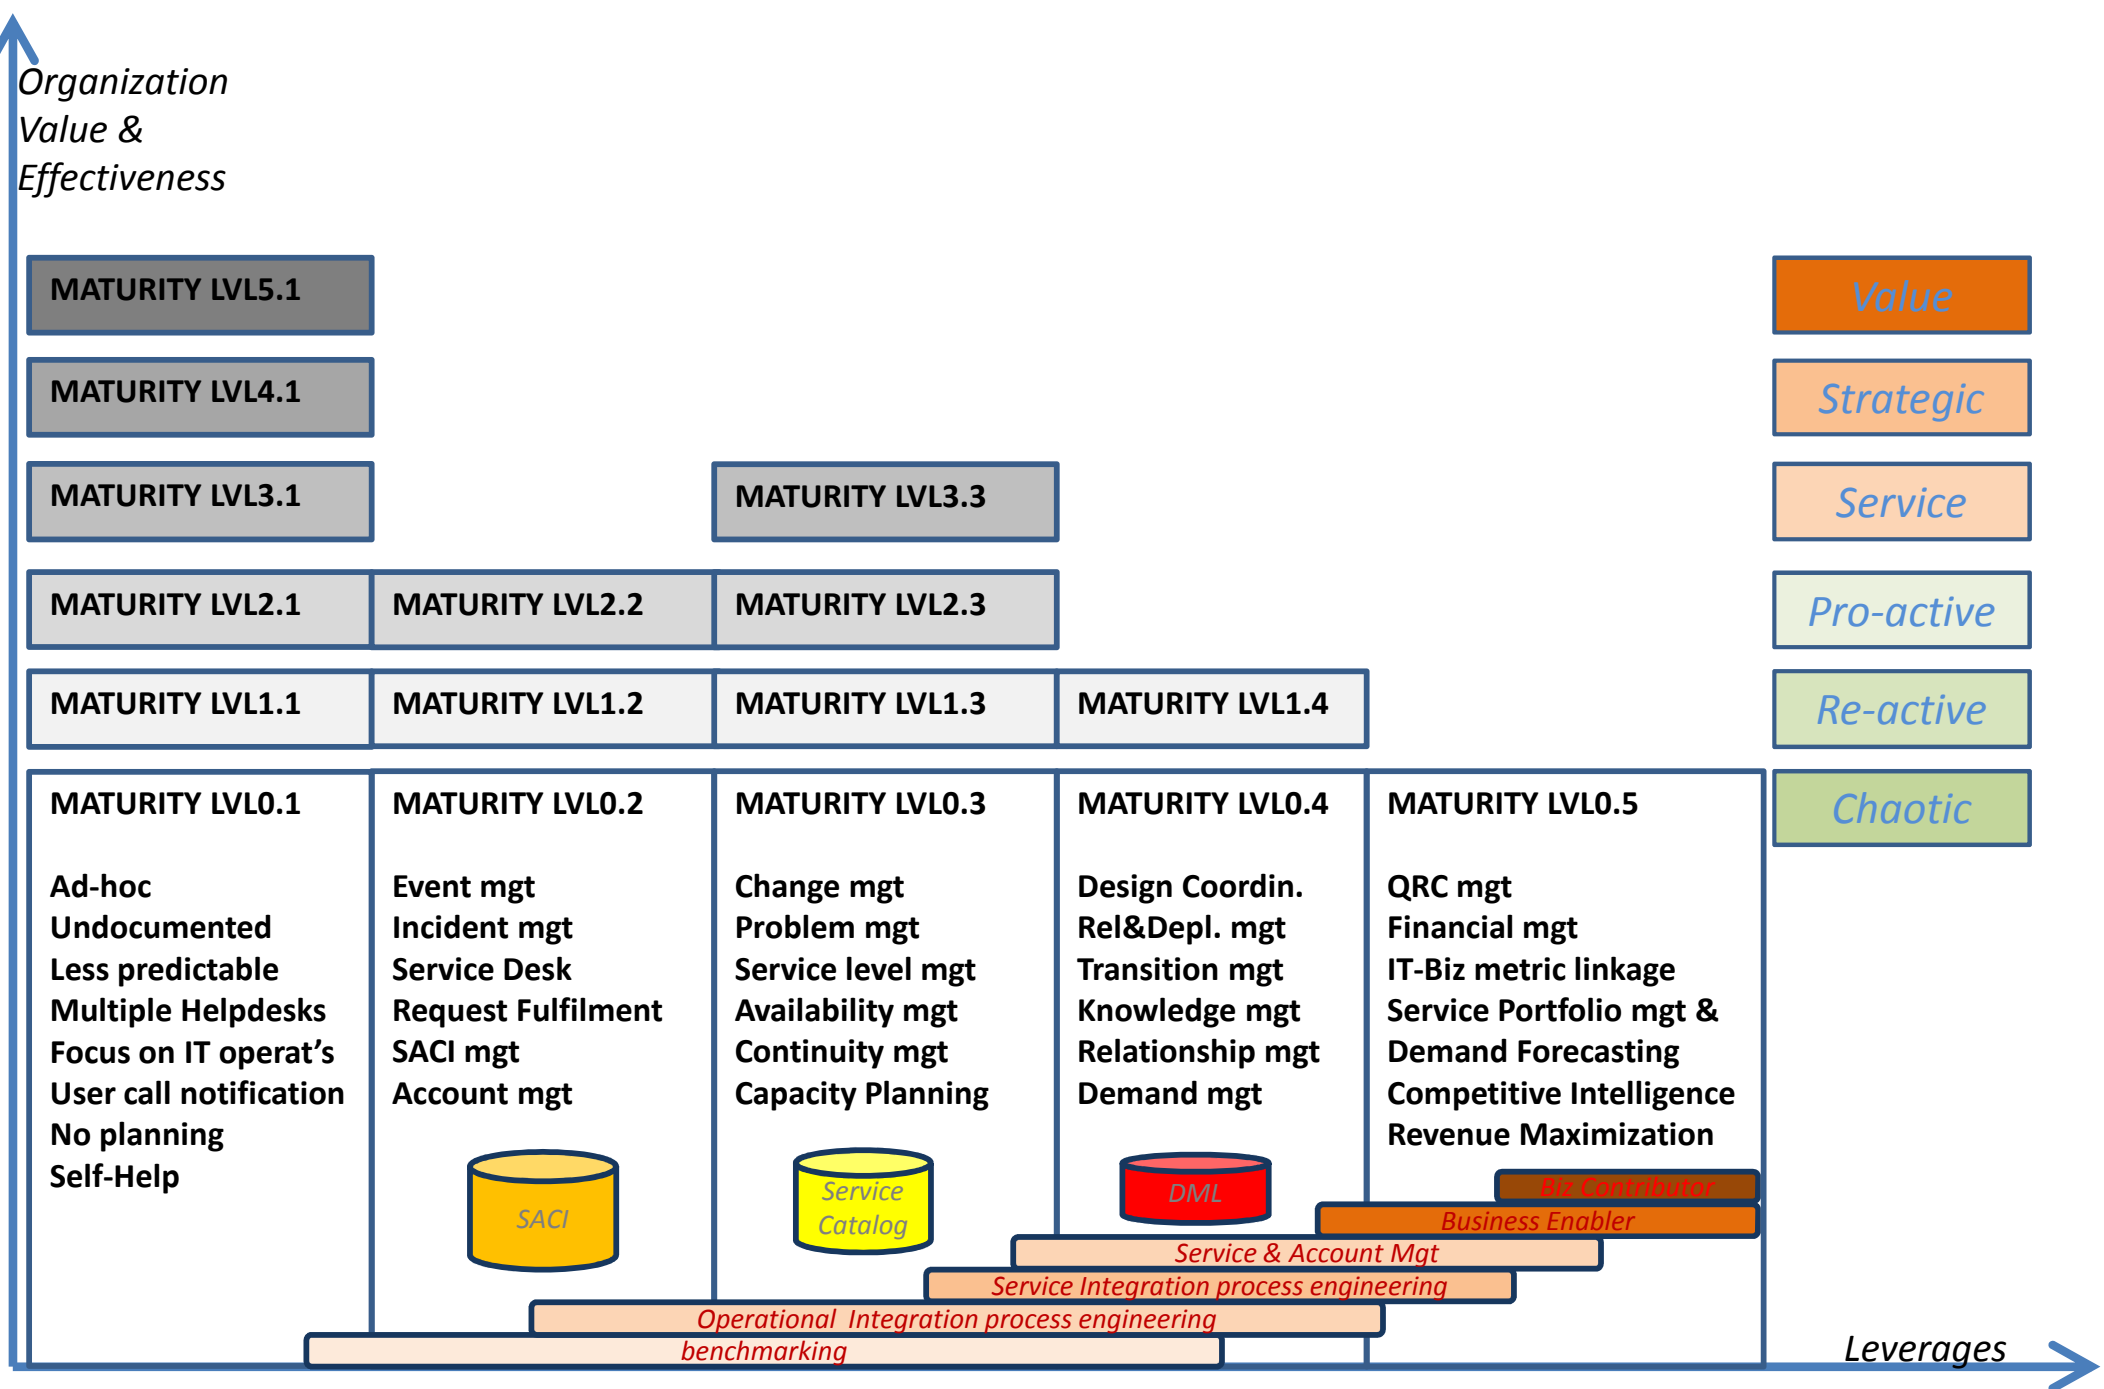 Organization
Value &
Effectiveness
MATURITY LVL5.1
Value
MATURITY LVL4.1
Strategic
MATURITY LVL3.1
MATURITY LVL3.3
Service
MATURITY LVL2.1
MATURITY LVL2.2
MATURITY LVL2.3
Pro-active
MATURITY LVL1.1
MATURITY LVL1.2
MATURITY LVL1.3
MATURITY LVL1.4
Re-active
MATURITY LVL0.1
Ad-hoc
Undocumented
Less predictable
Multiple Helpdesks
Focus on IT operat's
User call notification
No planning
Self-Help
MATURITY LVL0.2
Event mgt
Incident mgt
Service Desk
Request Fulfilment
SACI mgt
Account mgt
SACI
MATURITY LVL0.3
Change mgt
Problem mgt
Service level mgt
Availability mgt
Continuity mgt
Capacity Planning
Service
Catalog
MATURITY LVL0.4
Design Coordin.
Rel&Depl. mgt
Transition mgt
Knowledge mgt
Relationship mgt
Demand mgt
DML
MATURITY LVL0.5
QRC mgt
Financial mgt
IT-Biz metric linkage
Service Portfolio mgt &
Demand Forecasting
Competitive Intelligence
Revenue Maximization
Chaotic
Biz Contributor
Business Enabler
Service & Account Mgt
Service Integration process engineering
Operational Integration process engineering
benchmarking
Leverages